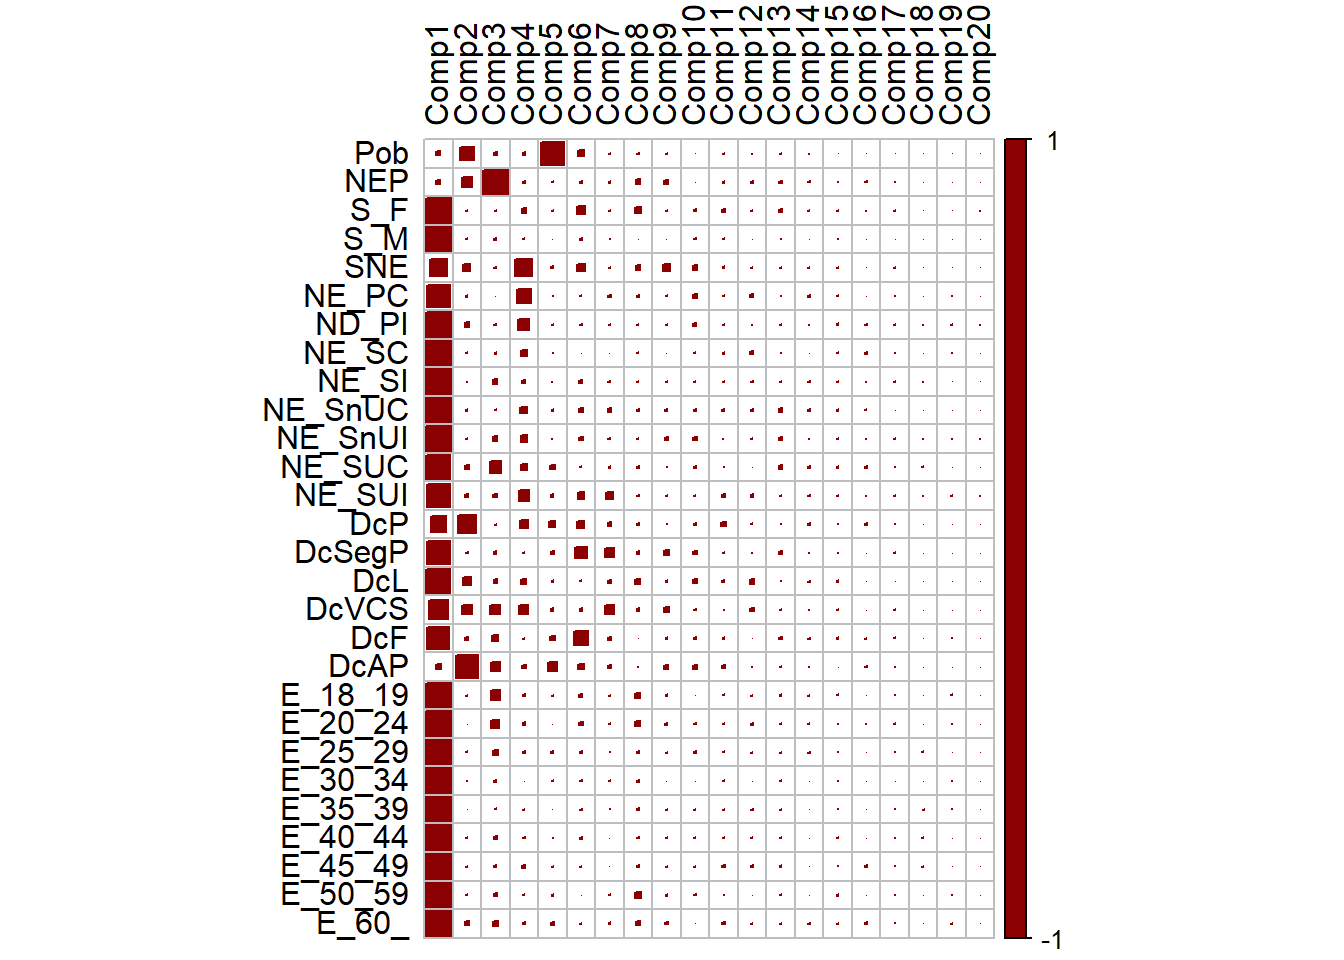 Comp1
Comp2
Comp3
Comp4
Comp5
Comp6
Comp7
Comp8
Comp9
Comp10
Comp11
Comp12
Comp13
Comp14
Comp15
Comp16
Comp17
Comp18
Comp19
Comp20
Pob
NEP
S_F
S_M
SNE
NE_PC
ND_PI
NE_SC
NE_SI
NE_SnUC
NE_SnUI
NE_SUC
NE_SUI
DcP
DcSegP
DcL
DcVCS
DcF
DcAP
E_18_19
E_20_24
E_25_29
E_30_34
E_35_39
E_40_44
E_45_49
E_50_59
E_60_
1
-1